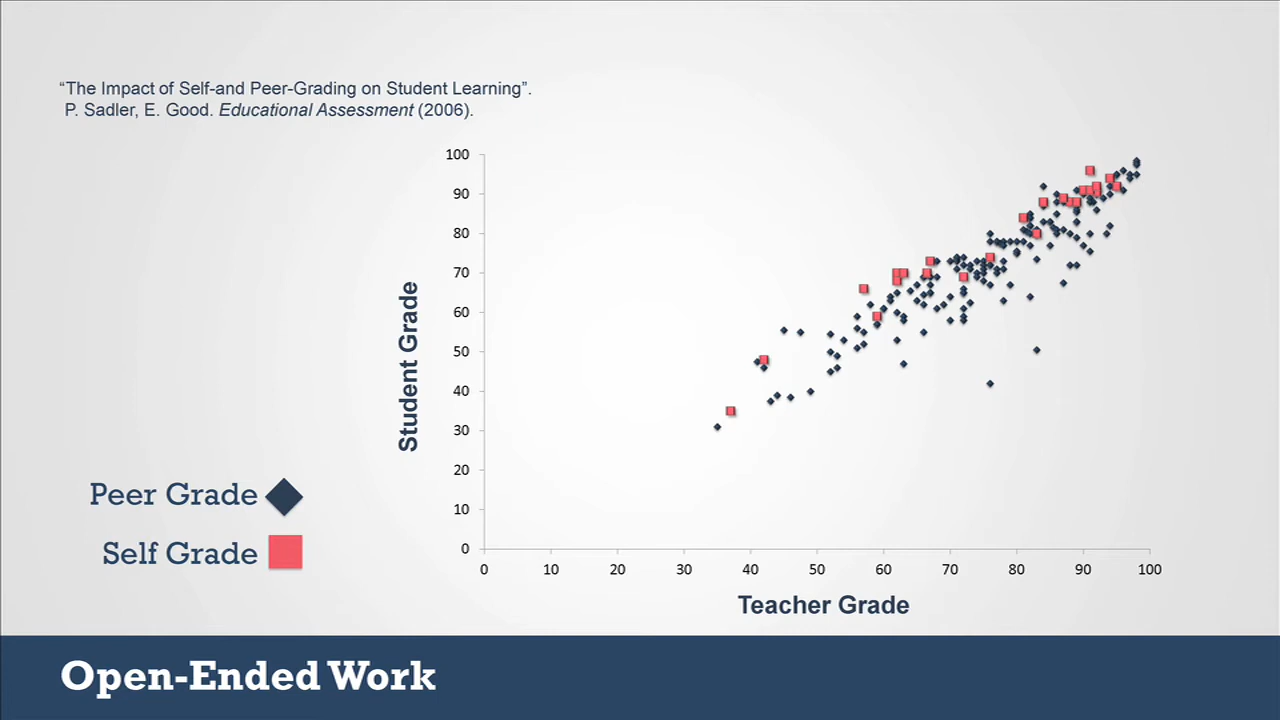 “The Impact of Self-and Peer-Grading on Student Learning”.
P. Sadler, E. Good. Educational Assessment (2006).
100
90
80
70
60
50
40
30
20
10
0
Student Grade
0 10 20 30 40 50 60 70 80 90 100
Teacher Grade
Peer Grade
Self Grade
Open-Ended Work